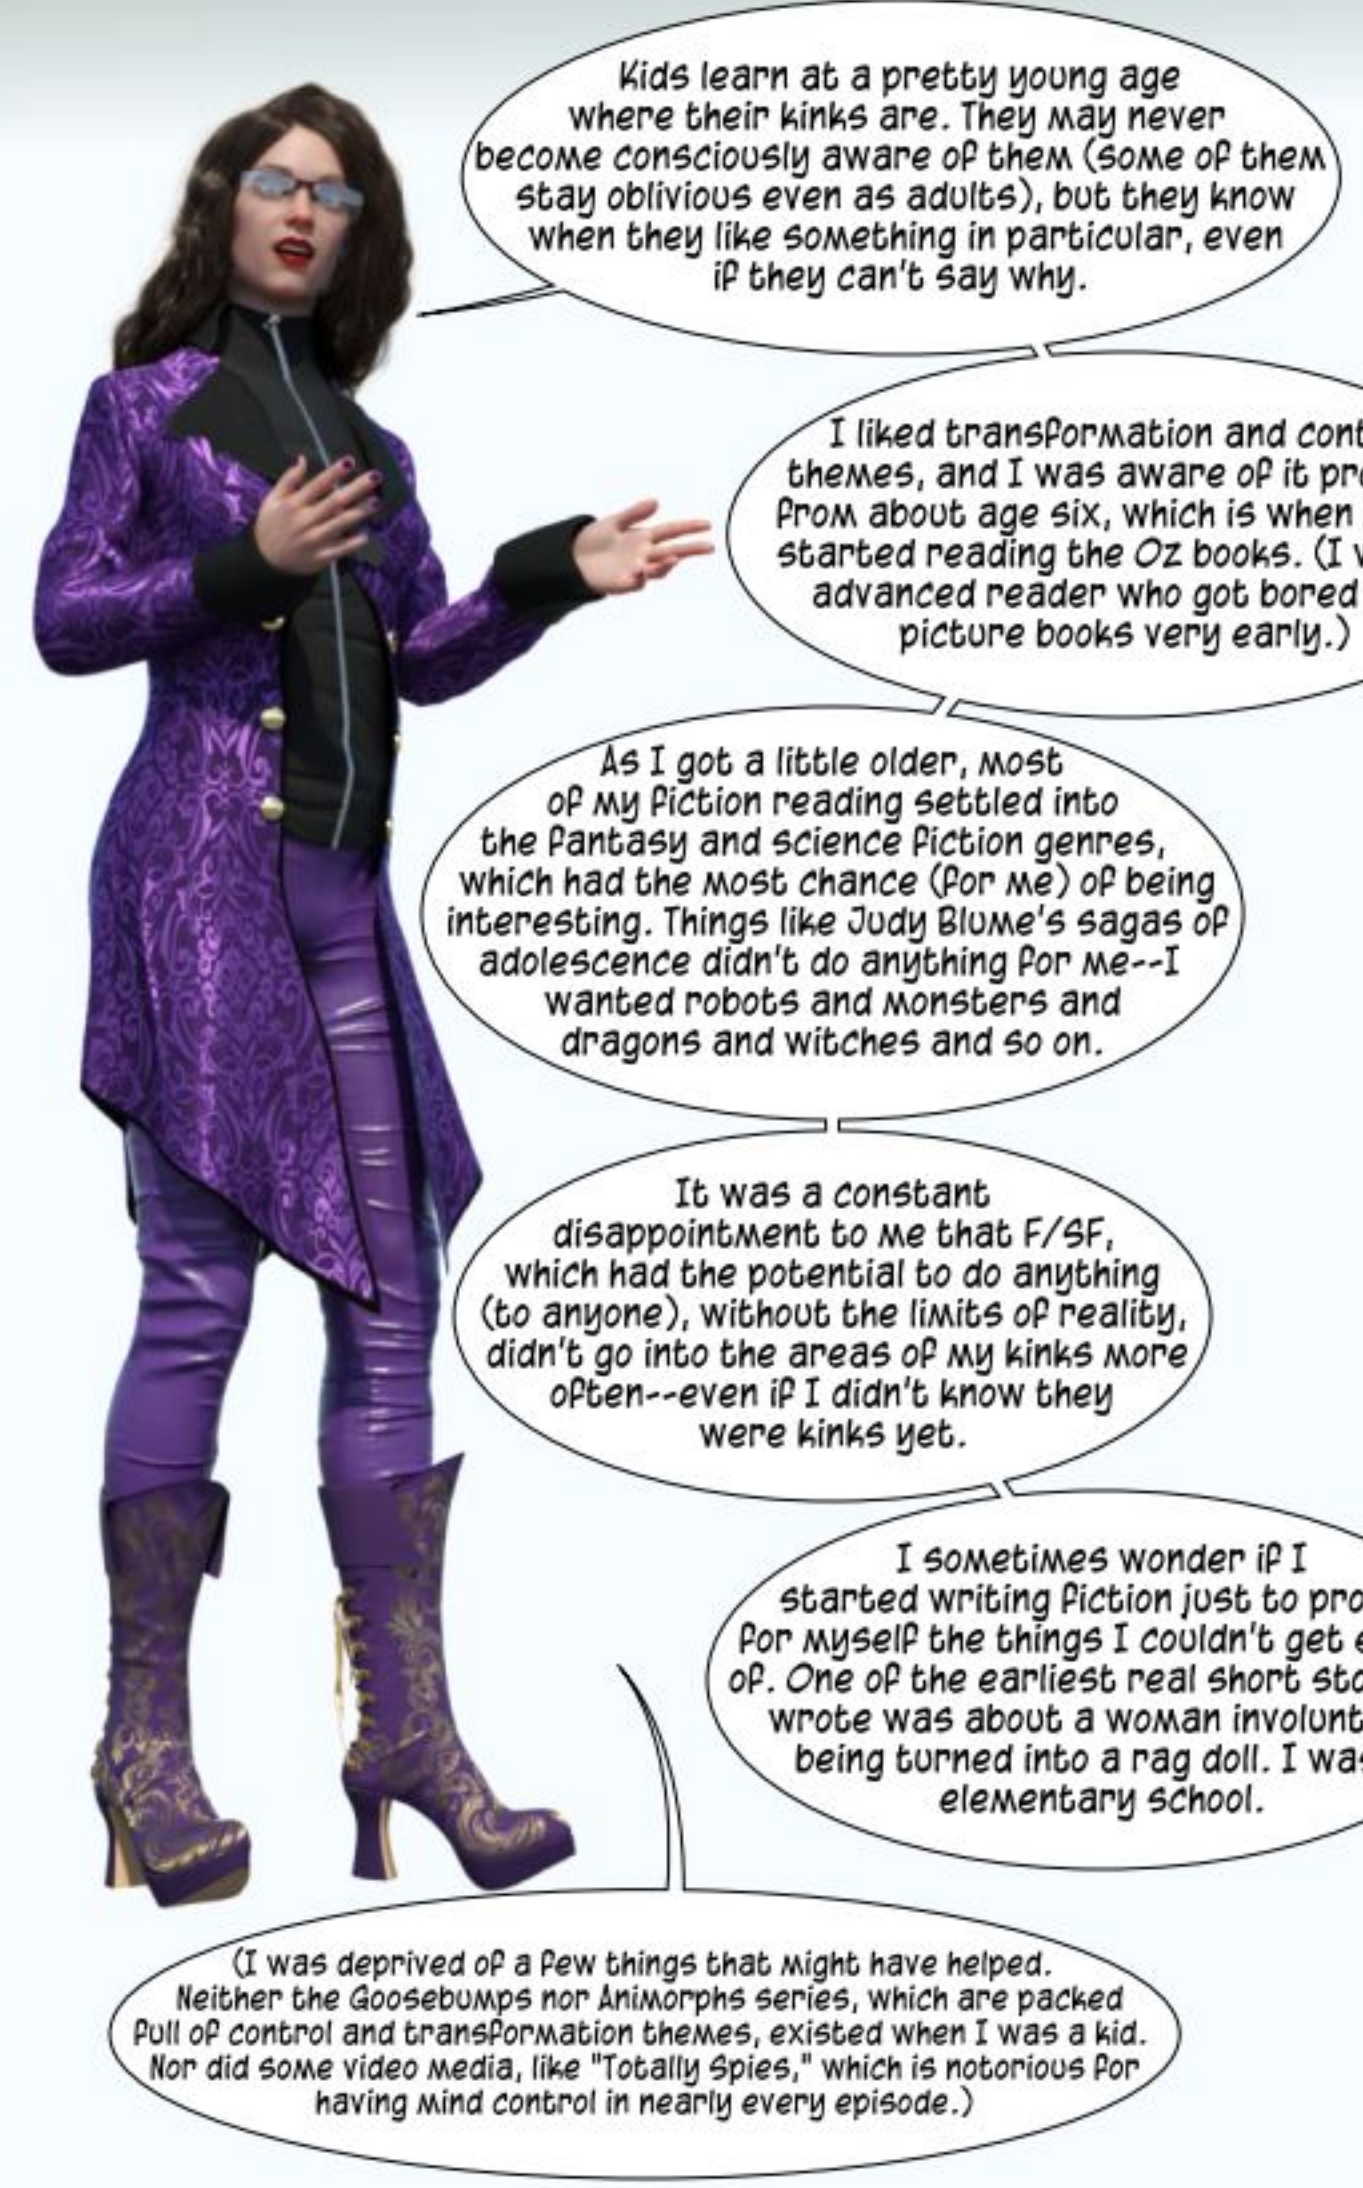 Kids learn at a pretty young age
where their kinks are. They may never
become consciously aware of them (some of them
stay oblivious even as adults), but they know
when they like something in particular, even
if they can't say why.
I liked transformation and
themes, and I was aware of it
from about age six, which is when
started reading the Oz books. (I
advanced reader who got bored
picture books very early.)
As I got a little older, most
of my fiction reading settled into
the fantasy and science fiction genres,
which had the most chance (for me) of being
interesting. Things like Judy Blume's sagas of
adolescence didn't do anything for me--I
wanted robots and monsters and
dragons and witches and so on.
It was a constant
disappointment to me that F/SF,
which had the potential to do anything
(to anyone), without the limits of reality,
didn't go into the areas of my kinks more
often--even if I didn't know they
were kinks yet.
I sometimes wonder if I
started writing fiction just to
for myself the things I couldn't get
of. One of the earliest real short
wrote was about a woman
being turned into a rag doll. I was
elementary school.
(I was deprived of a few things that might have helped.
Neither the Goosebumps nor Animorphs series, which are packed
full of control and transformation themes, existed when I was a kid.
Nor did some video media, like "Totally Spies," which is notorious for
having mind control in nearly every episode.)